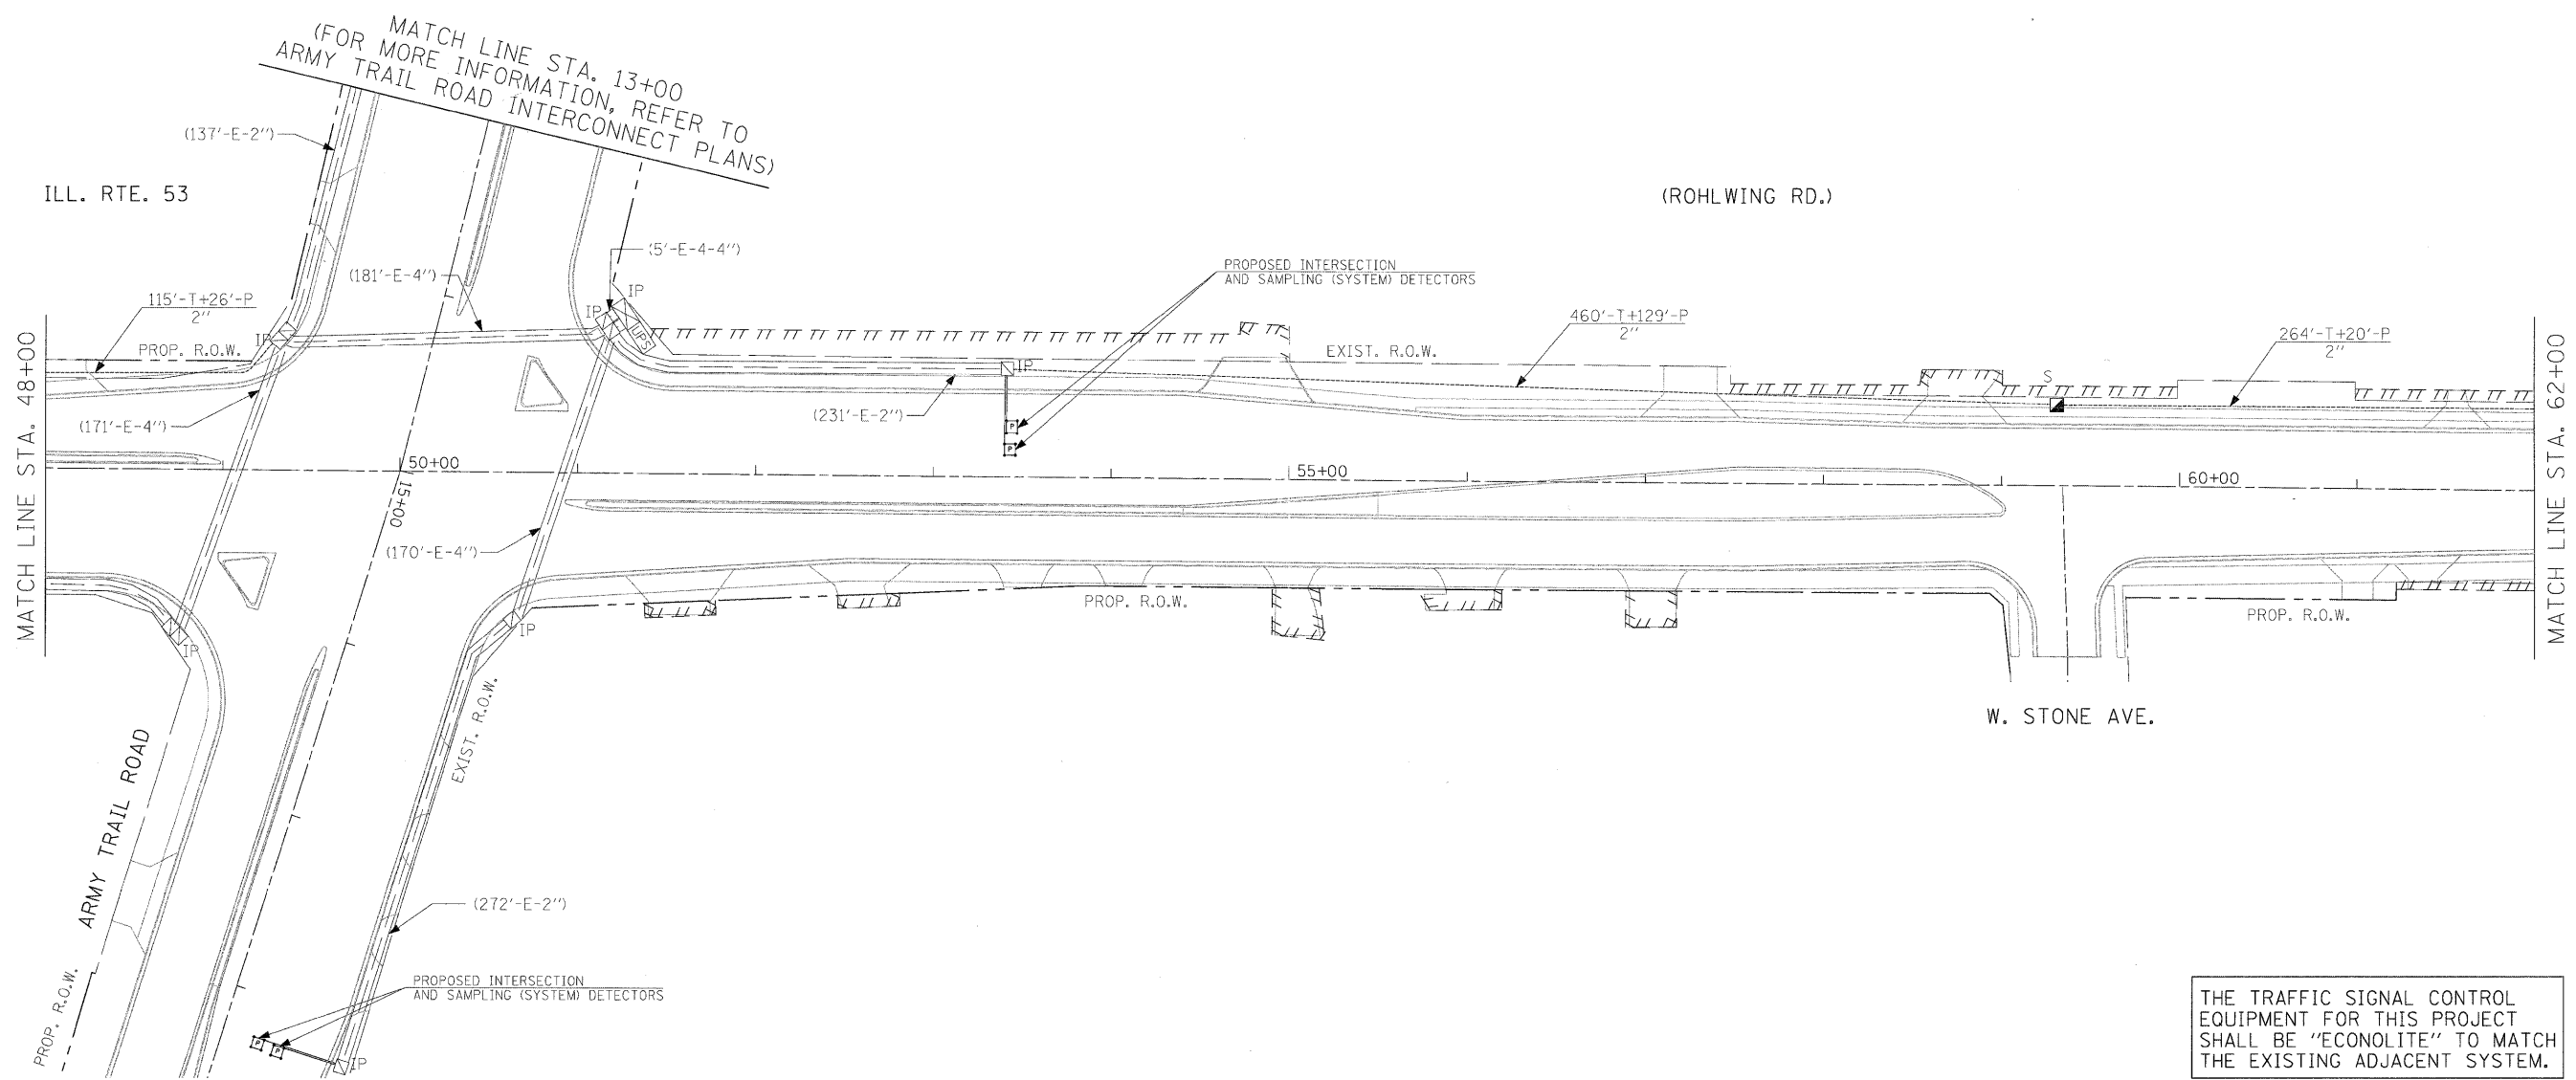 MATCH LINE STA. 13+00
(FOR MORE INFORMATION, REFER TO
ARMY TRAIL ROAD INTERCONNECT PLANS)
(137'-E-2")
ILL. RTE. 53
(ROHLWING RD.)
(5'-E-4-4")
(181'-E-4")
PROPOSED INTERSECTION
AND SAMPLING (SYSTEM) DETECTORS
115'-T+26'-P
2"
IP
IP
IP
UPS
460'-T+129'-P
2"
264'-T+20'-P
2"
PROP. R.O.W.
EXIST. R.O.W.
IP
S
MATCH LINE STA. 48+00
MATCH LINE STA. 62+00
(171'-E-4")
(231'-E-2")
P
P
50+00
15+00
55+00
60+00
(170'-E-4")
PROP. R.O.W.
PROP. R.O.W.
IP
IP
W. STONE AVE.
EXIST. R.O.W.
ARMY TRAIL ROAD
(272'-E-2")
PROPOSED INTERSECTION
AND SAMPLING (SYSTEM) DETECTORS
PROP. R.O.W.
P
P
IP
THE TRAFFIC SIGNAL CONTROL
EQUIPMENT FOR THIS PROJECT
SHALL BE "ECONOLITE" TO MATCH
THE EXISTING ADJACENT SYSTEM.